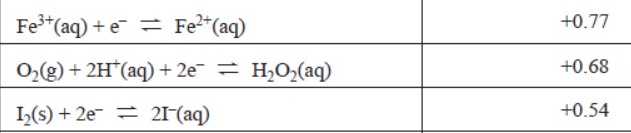 Fe³⁺(aq) + e⁻ ⇌ Fe²⁺(aq) +0.77
O₂(g) + 2H⁺(aq) + 2e⁻ ⇌ H₂O₂(aq) +0.68
I₂(s) + 2e⁻ ⇌ 2I⁻(aq) +0.54